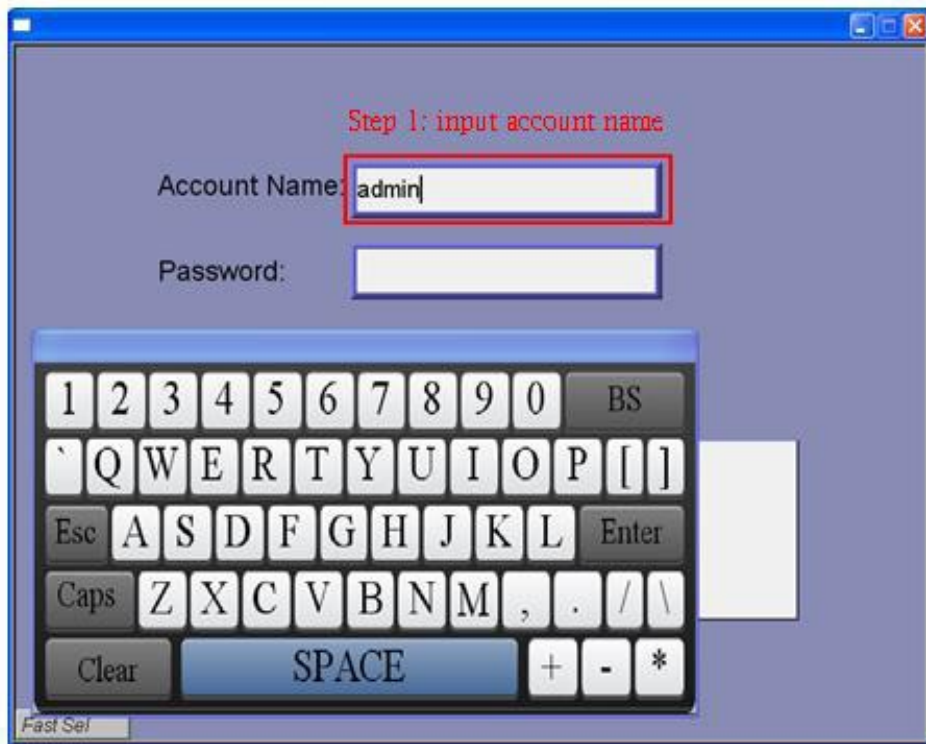 Step 1: input account name
Account Name: admin
Password:
1 2 3 4 5 6 7 8 9 0 BS
` Q W E R T Y U I O P [ ]
Esc A S D F G H J K L Enter
Caps Z X C V B N M , . / \
Clear SPACE + - *
Fast Sel